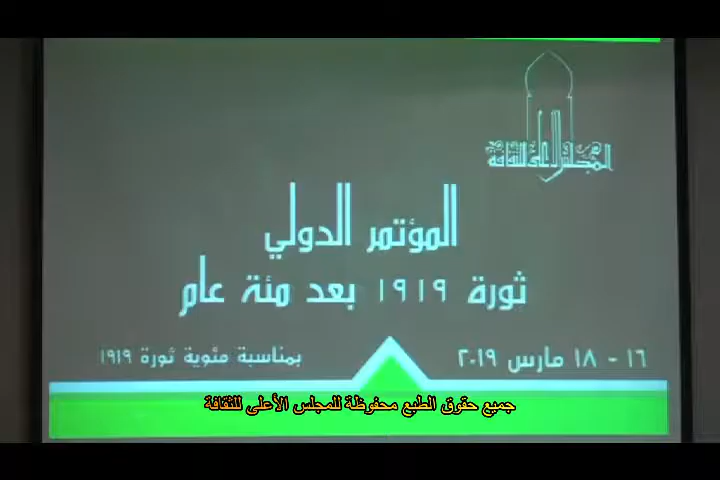 المجلس الأعلى للثقافة
المؤتمر الدولي
ثورة ١٩١٩ بعد مئة عام
١٦ - ١٨ مارس ٢٠١٩
بمناسبة مئوية ثورة ١٩١٩
جميع حقوق الطبع محفوظة للمجلس الأعلى للثقافة